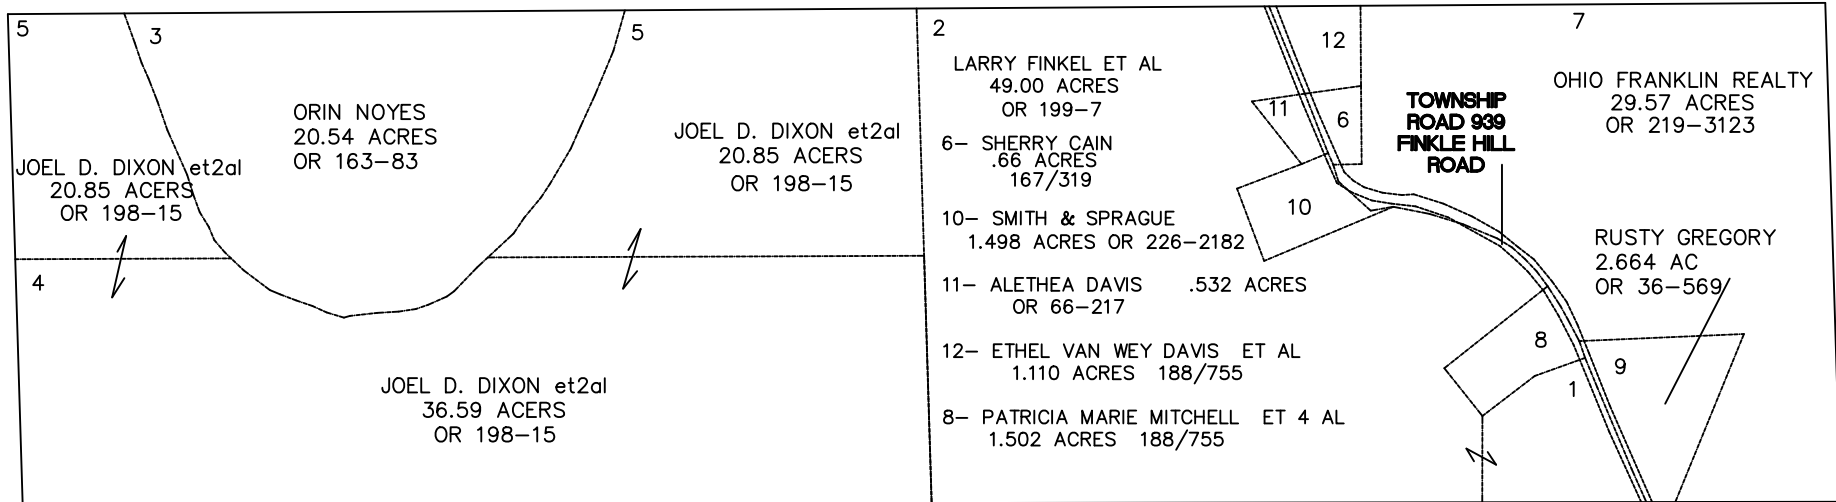 5
3
5
ORIN NOYES
20.54 ACRES
OR 163-83
JOEL D. DIXON et2al
20.85 ACERS
OR 198-15
JOEL D. DIXON et2al
20.85 ACERS
OR 198-15
4
JOEL D. DIXON et2al
36.59 ACERS
OR 198-15
2
LARRY FINKEL ET AL
49.00 ACRES
OR 199-7
6- SHERRY CAIN
.66 ACRES
167/319
10- SMITH & SPRAGUE
1.498 ACRES OR 226-2182
11- ALETHEA DAVIS .532 ACRES
OR 66-217
12- ETHEL VAN WEY DAVIS ET AL
1.110 ACRES 188/755
8- PATRICIA MARIE MITCHELL ET 4 AL
1.502 ACRES 188/755
12
11
6
10
TOWNSHIP
ROAD 939
FINKLE HILL
ROAD
7
OHIO FRANKLIN REALTY
29.57 ACRES
OR 219-3123
RUSTY GREGORY
2.664 AC
OR 36-569
8
1
9